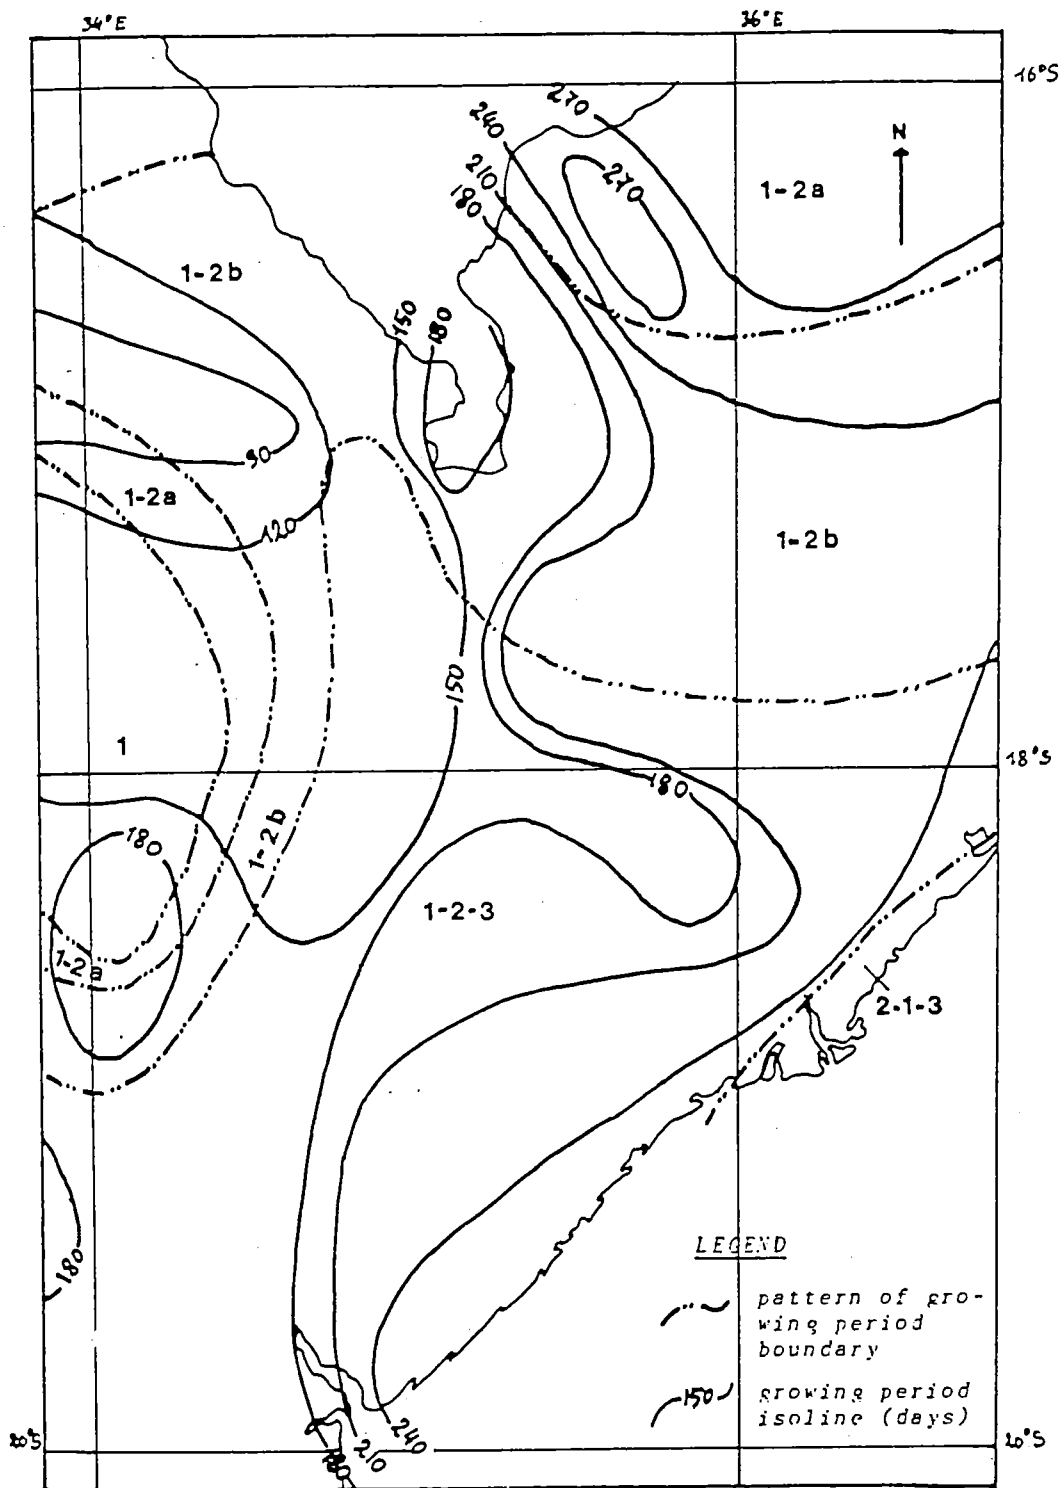 34°E
36°E
16°S
N
270
240
210
180
270
1-2a
1-2b
150
180
90
1-2a
120
1-2b
150
1
18°S
180
180
1-2b
1-2-3
1-2a
2-1-3
180
LEGEND
pattern of gro-
wing period
boundary
150
growing period
isoline (days)
240
210
180
20°S
20°S